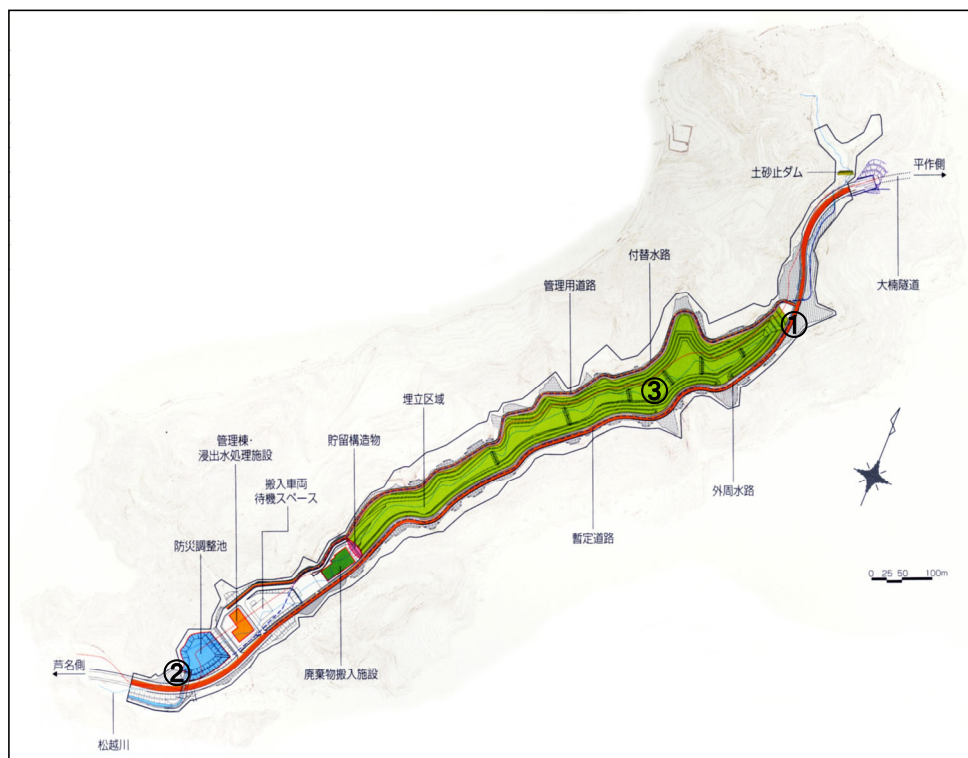 土砂止ダム
平作側
付替水路
大楠隧道
管理用道路
①
③
埋立区域
管理棟・
浸出水処理施設
貯留構造物
搬入車両
待機スペース
外周水路
暫定道路
防災調整池
0 25 50 100m
芦名側
②
廃棄物搬入施設
松越川